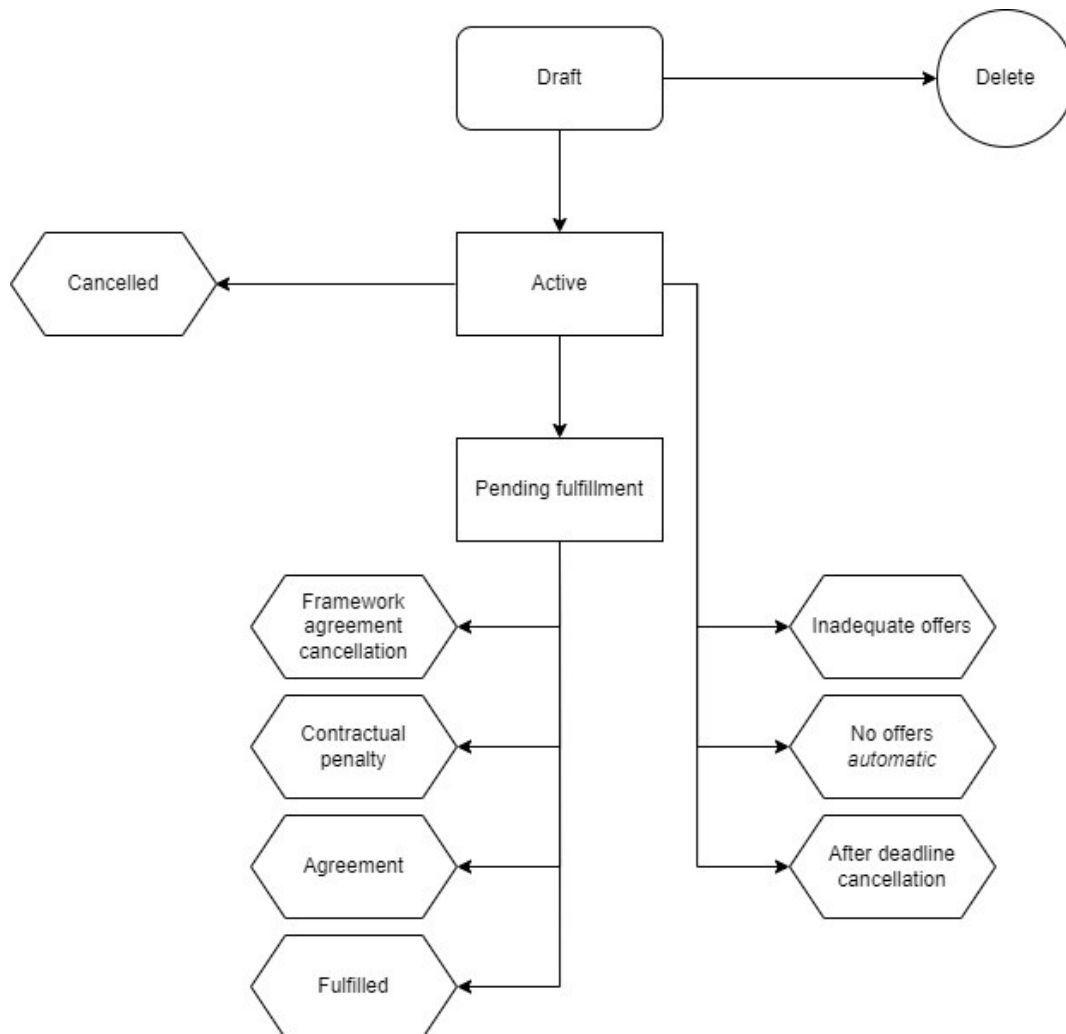 Draft
Delete
Cancelled
Active
Pending fulfillment
Framework
agreement
cancellation
Inadequate offers
Contractual
penalty
No offers
automatic
Agreement
After deadline
cancellation
Fulfilled